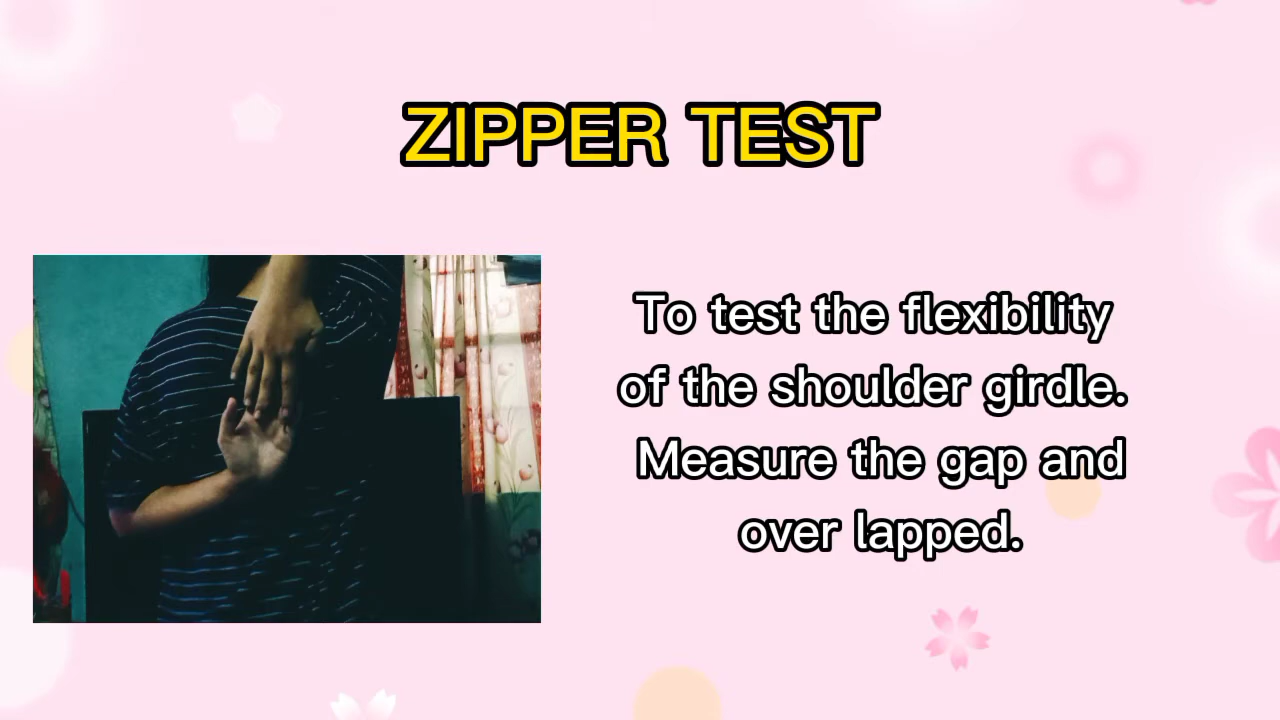 ZIPPER TEST
To test the flexibility
of the shoulder girdle.
Measure the gap and
over lapped.